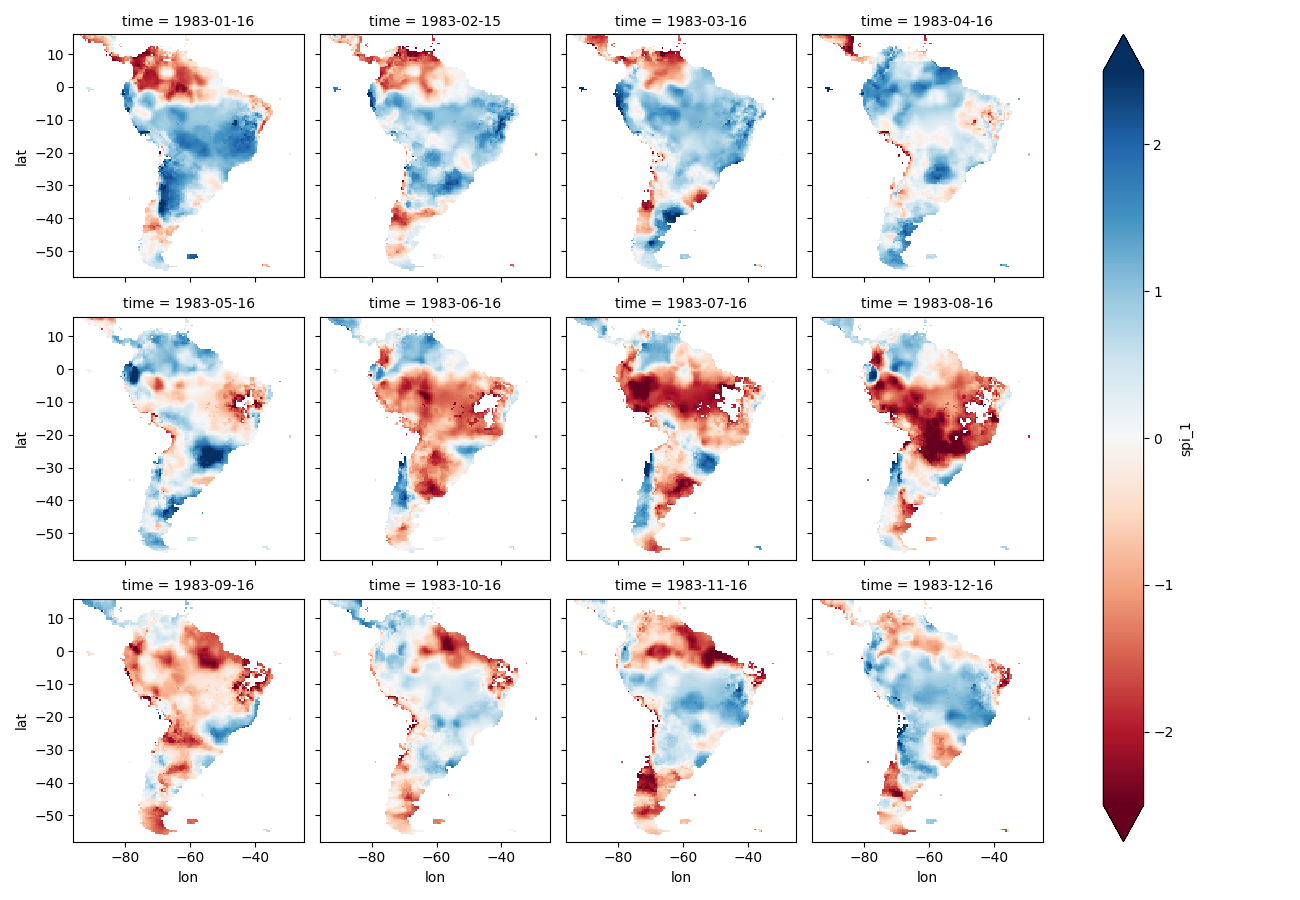 time = 1983-01-16
time = 1983-02-15
time = 1983-03-16
time = 1983-04-16
lat
10
0
−10
−20
−30
−40
−50
time = 1983-05-16
time = 1983-06-16
time = 1983-07-16
time = 1983-08-16
lat
10
0
−10
−20
−30
−40
−50
time = 1983-09-16
time = 1983-10-16
time = 1983-11-16
time = 1983-12-16
lat
10
0
−10
−20
−30
−40
−50
−80 −60 −40
lon
−80 −60 −40
lon
−80 −60 −40
lon
−80 −60 −40
lon
2
1
0
−1
−2
spi_1